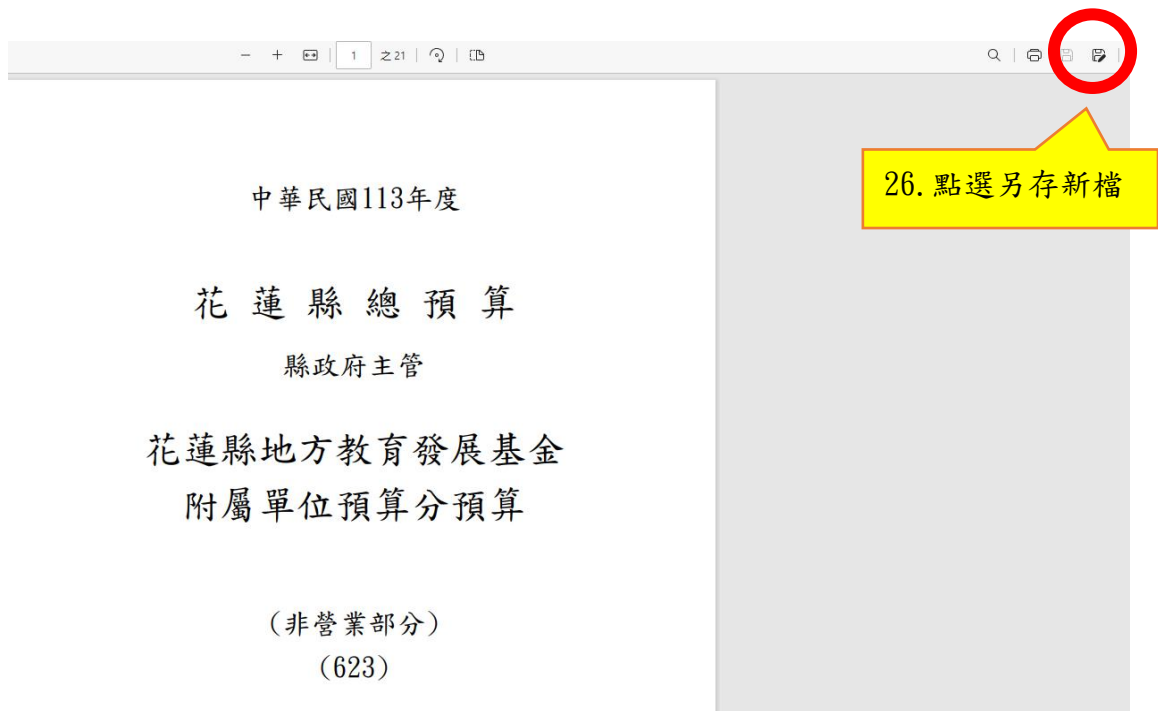 1 之 21
26.點選另存新檔
中華民國113年度
花 蓮 縣 總 預 算
縣政府主管
花蓮縣地方教育發展基金
附屬單位預算分預算
（非營業部分）
（623）